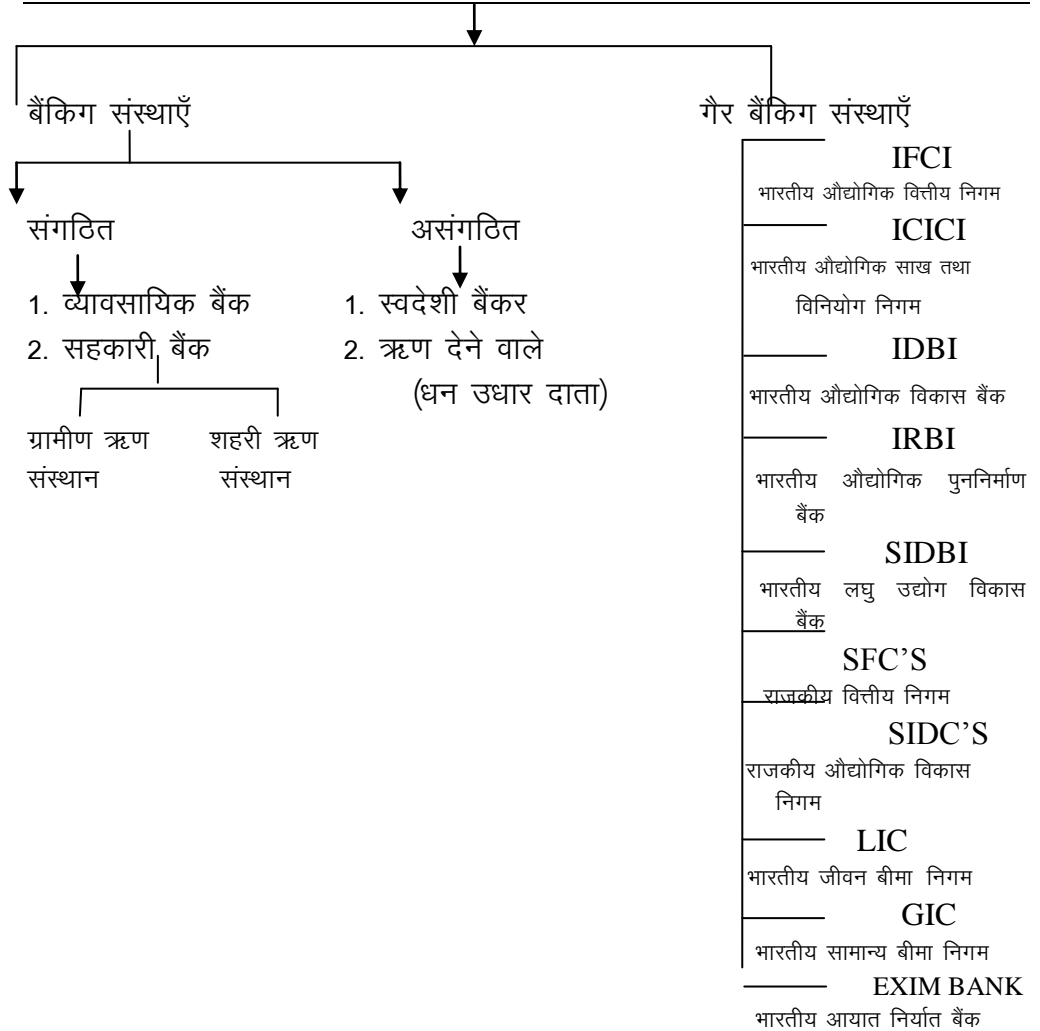 बैंकिग संस्थाएँ
गैर बैंकिग संस्थाएँ
संगठित
असंगठित
1. व्यावसायिक बैंक
2. सहकारी बैंक
1. स्वदेशी बैंकर
2. ऋण देने वाले
(धन उधार दाता)
ग्रामीण ऋण
संस्थान
शहरी ऋण
संस्थान
IFCI
भारतीय औद्योगिक वित्तीय निगम
ICICI
भारतीय औद्योगिक साख तथा
विनियोग निगम
IDBI
भारतीय औद्योगिक विकास बैंक
IRBI
भारतीय औद्योगिक पुननिर्माण
बैंक
SIDBI
भारतीय लघु उद्योग विकास
बैंक
SFC’S
राजकीय वित्तीय निगम
SIDC’S
राजकीय औद्योगिक विकास
निगम
LIC
भारतीय जीवन बीमा निगम
GIC
भारतीय सामान्य बीमा निगम
EXIM BANK
भारतीय आयात निर्यात बैंक